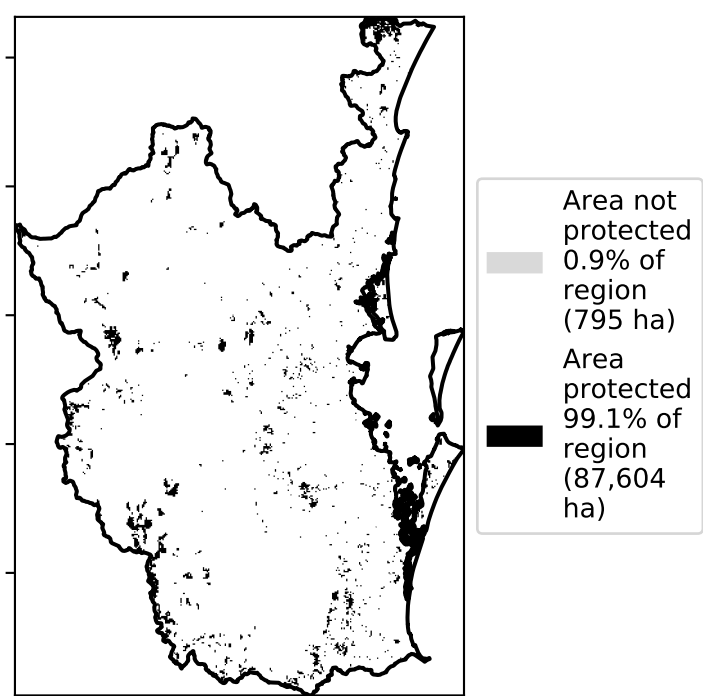 Area not
protected
0.9% of
region
(795 ha)
Area
protected
99.1% of
region
(87,604
ha)